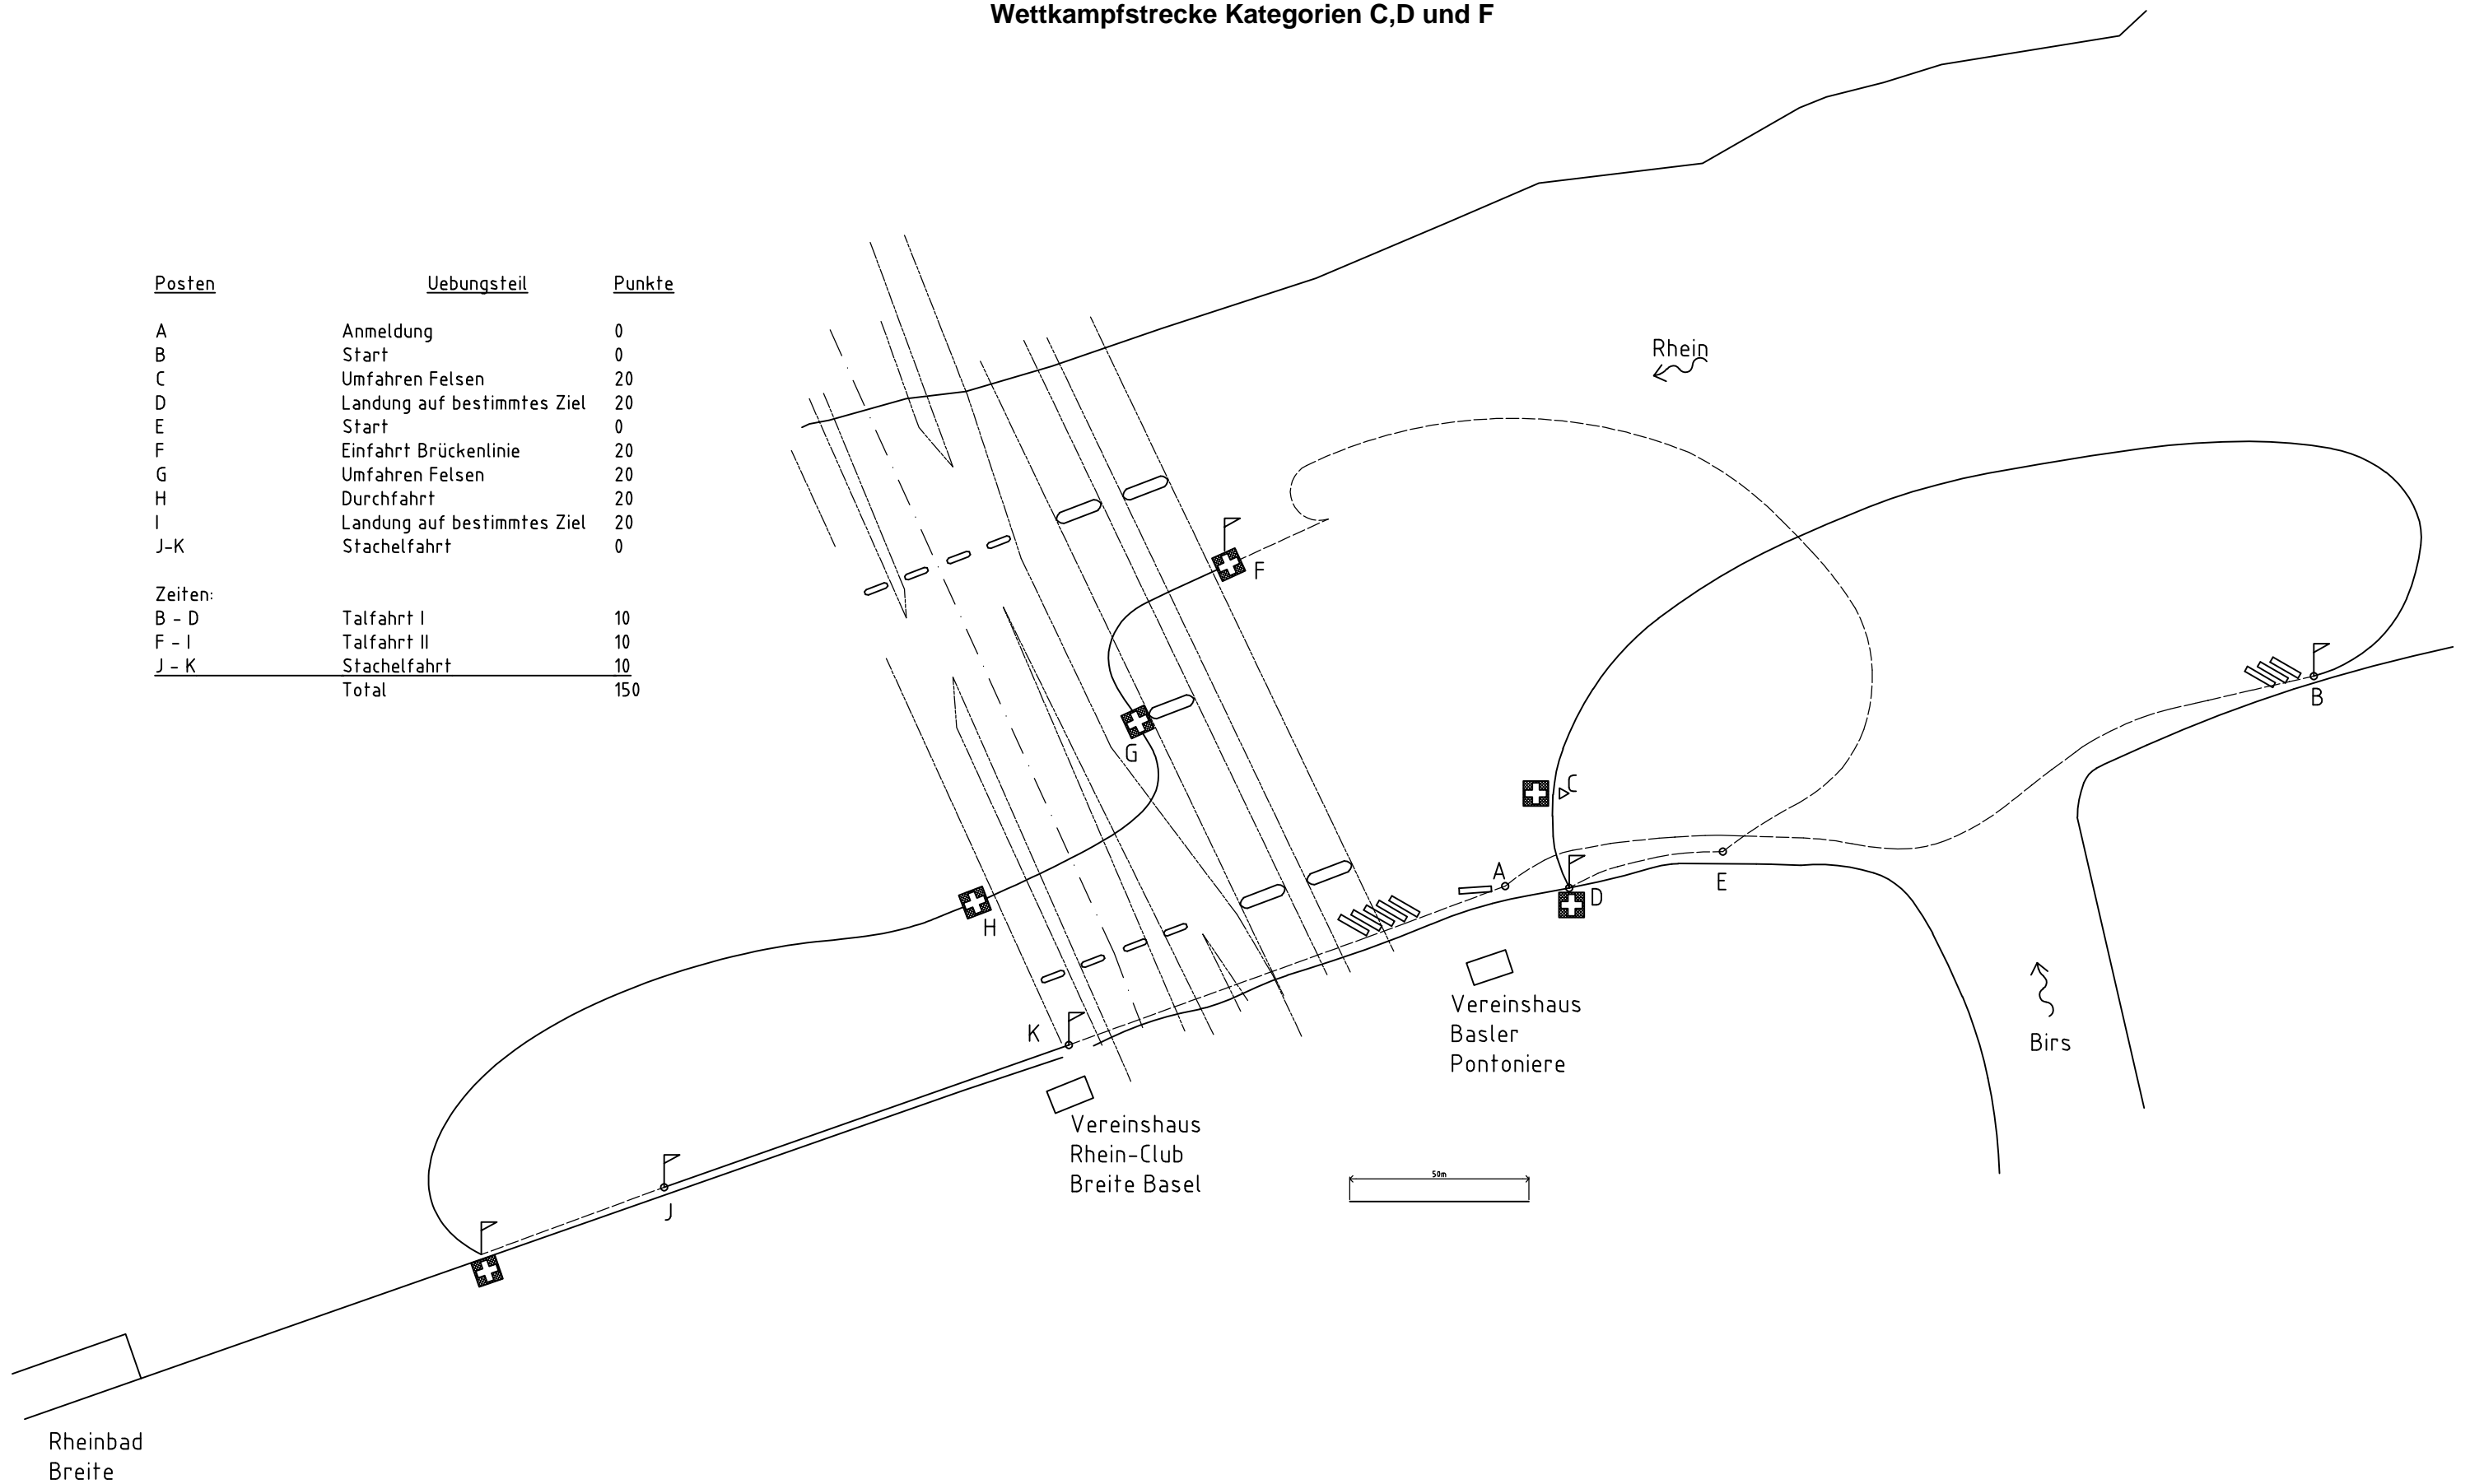 Wettkampfstrecke Kategorien C,D und F
Posten Uebungsteil Punkte
A Anmeldung 0
B Start 0
C Umfahren Felsen 20
D Landung auf bestimmtes Ziel 20
E Start 0
F Einfahrt Brückenlinie 20
G Umfahren Felsen 20
H Durchfahrt 20
I Landung auf bestimmtes Ziel 20
J-K Stachelfahrt 0
Zeiten:
B - D Talfahrt I 10
F - I Talfahrt II 10
J - K Stachelfahrt 10
Total 150
Rhein
F
B
G
C
A
E
D
H
K
Vereinshaus
Basler
Pontoniere
Birs
Vereinshaus
Rhein-Club
Breite Basel
50m
J
Rheinbad
Breite